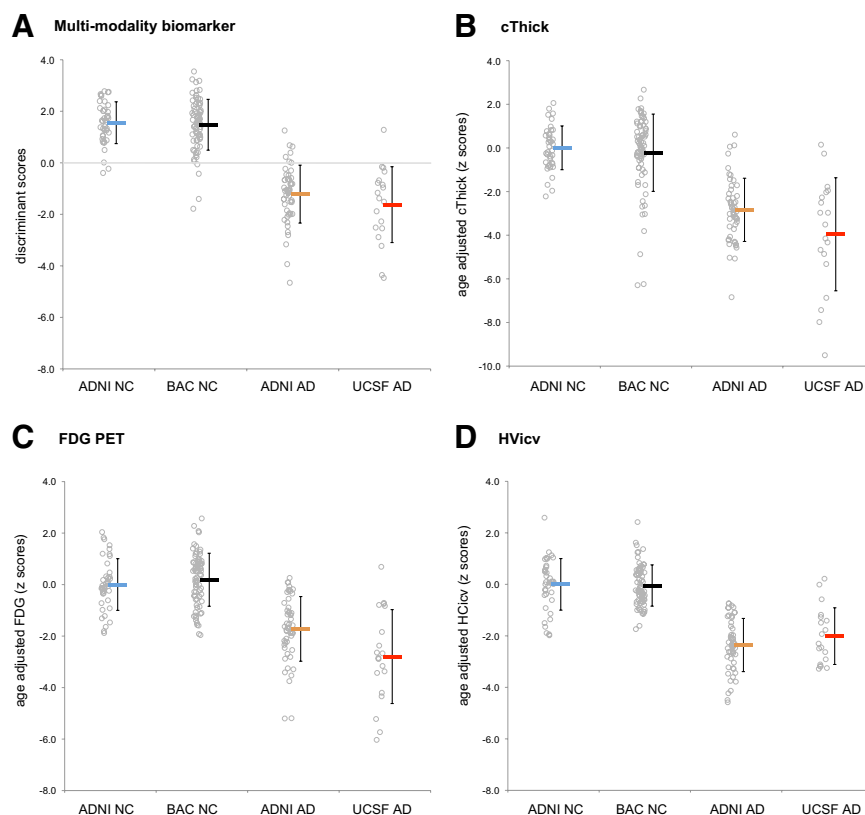 A Multi-modality biomarker
4.0
2.0
0.0
-2.0
-4.0
-6.0
-8.0
discriminant scores
ADNI NC BAC NC ADNI AD UCSF AD
B cThick
4.0
2.0
0.0
-2.0
-4.0
-6.0
-8.0
-10.0
age adjusted cThick (z scores)
ADNI NC BAC NC ADNI AD UCSF AD
C FDG PET
4.0
2.0
0.0
-2.0
-4.0
-6.0
-8.0
age adjusted FDG (z scores)
ADNI NC BAC NC ADNI AD UCSF AD
D HVicv
4.0
2.0
0.0
-2.0
-4.0
-6.0
-8.0
age adjusted HCicv (z scores)
ADNI NC BAC NC ADNI AD UCSF AD